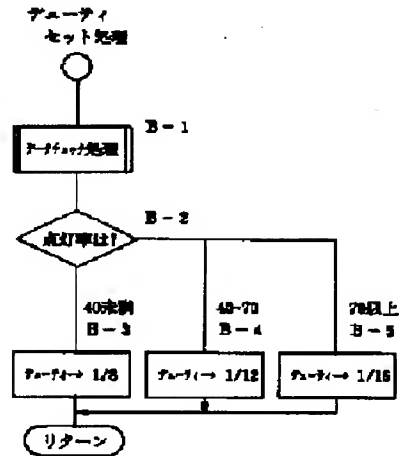 デューティ
セット処理
B-1
データチェック処理
B-2
点灯率は?
40未満
B-3
40-70
B-4
70以上
B-5
デューティ→ 1/8
デューティ→ 1/12
デューティ→ 1/16
リターン